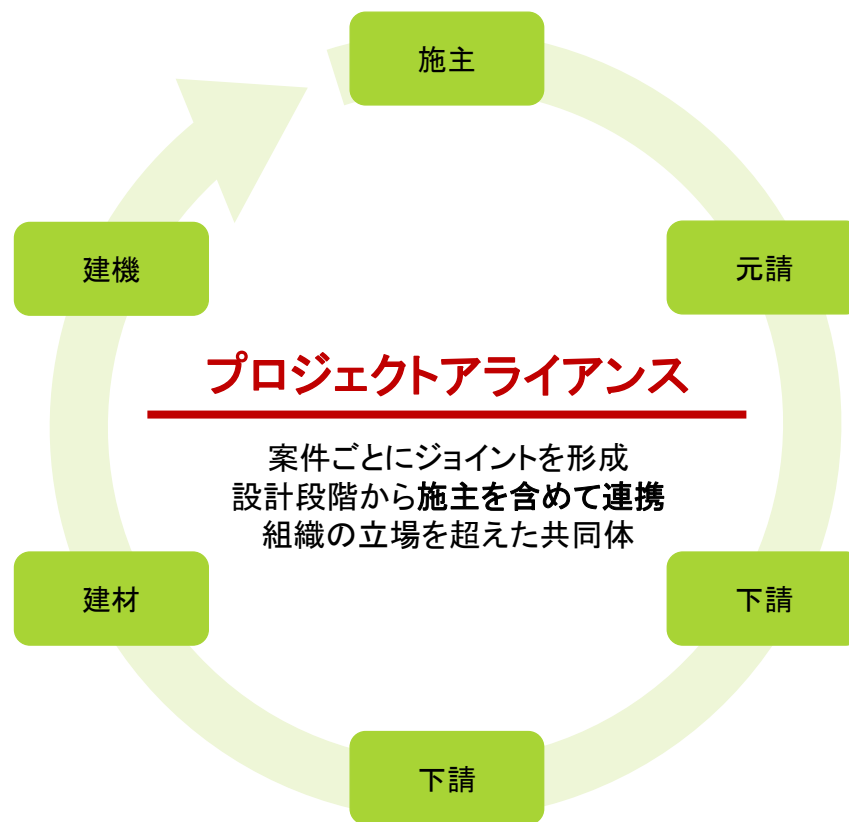 施主
建機
元請
プロジェクトアライアンス
案件ごとにジョイントを形成
設計段階から施主を含めて連携
組織の立場を超えた共同体
建材
下請
下請